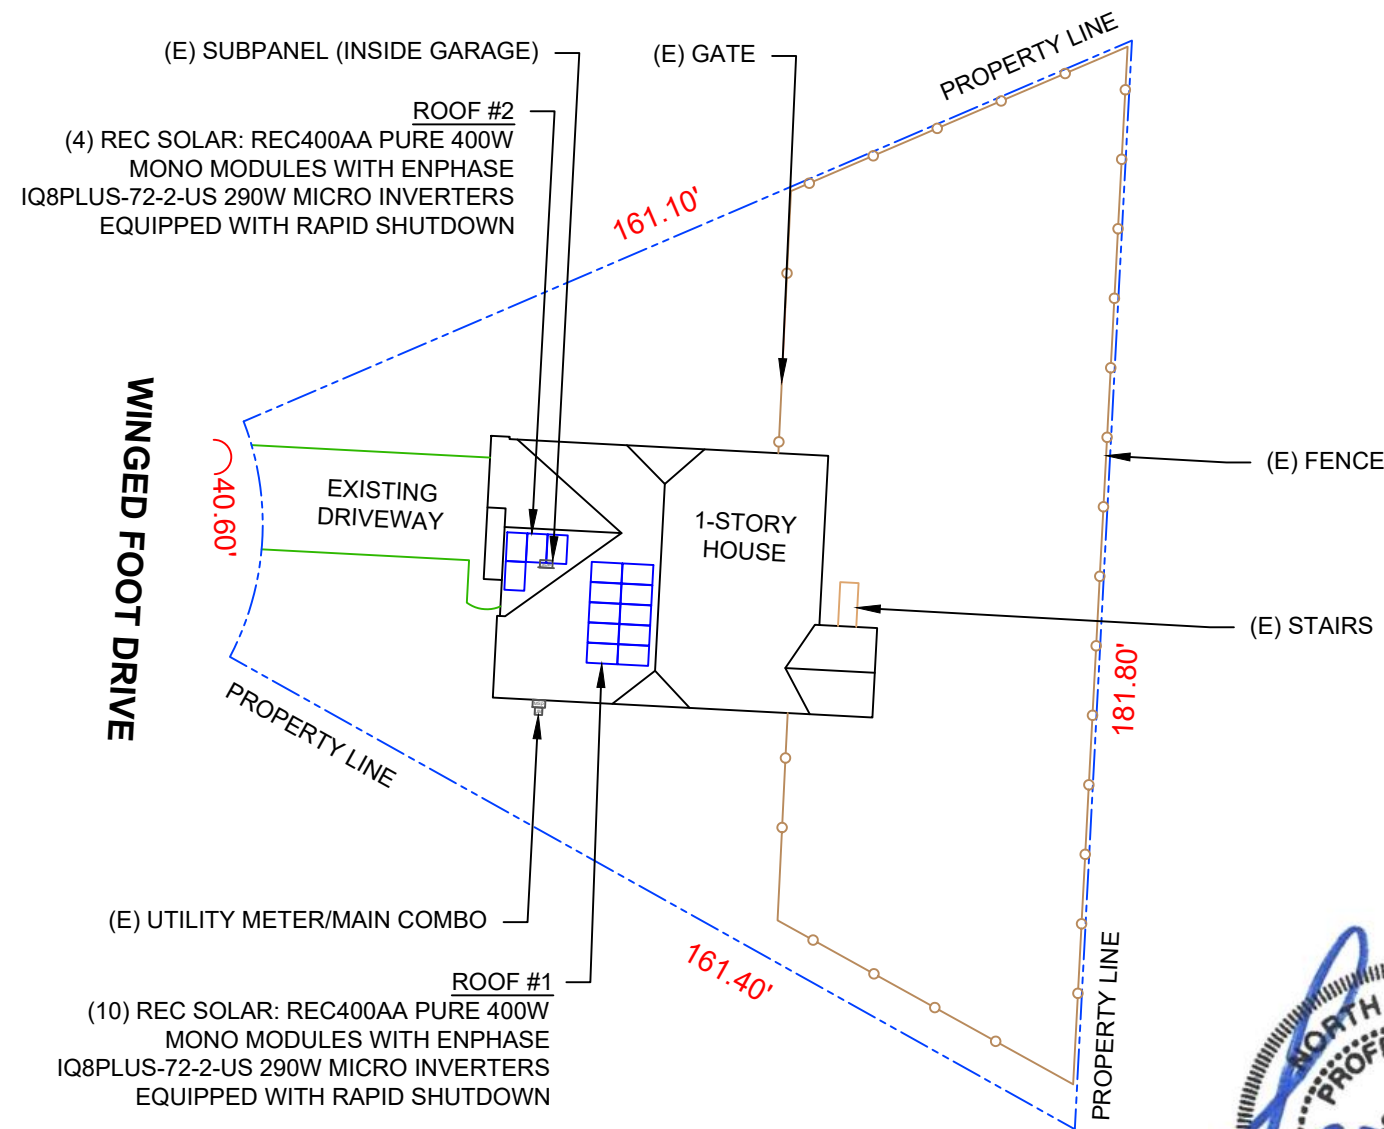 (E) SUBPANEL (INSIDE GARAGE)
(E) GATE
PROPERTY LINE
ROOF #2
(4) REC SOLAR: REC400AA PURE 400W
MONO MODULES WITH ENPHASE
IQ8PLUS-72-2-US 290W MICRO INVERTERS
EQUIPPED WITH RAPID SHUTDOWN
161.10'
WINGED FOOT DRIVE
40.60'
EXISTING
DRIVEWAY
1-STORY
HOUSE
(E) FENCE
(E) STAIRS
181.80'
PROPERTY LINE
(E) UTILITY METER/MAIN COMBO
161.40'
ROOF #1
(10) REC SOLAR: REC400AA PURE 400W
MONO MODULES WITH ENPHASE
IQ8PLUS-72-2-US 290W MICRO INVERTERS
EQUIPPED WITH RAPID SHUTDOWN
PROPERTY LINE
NORTH
PROFE